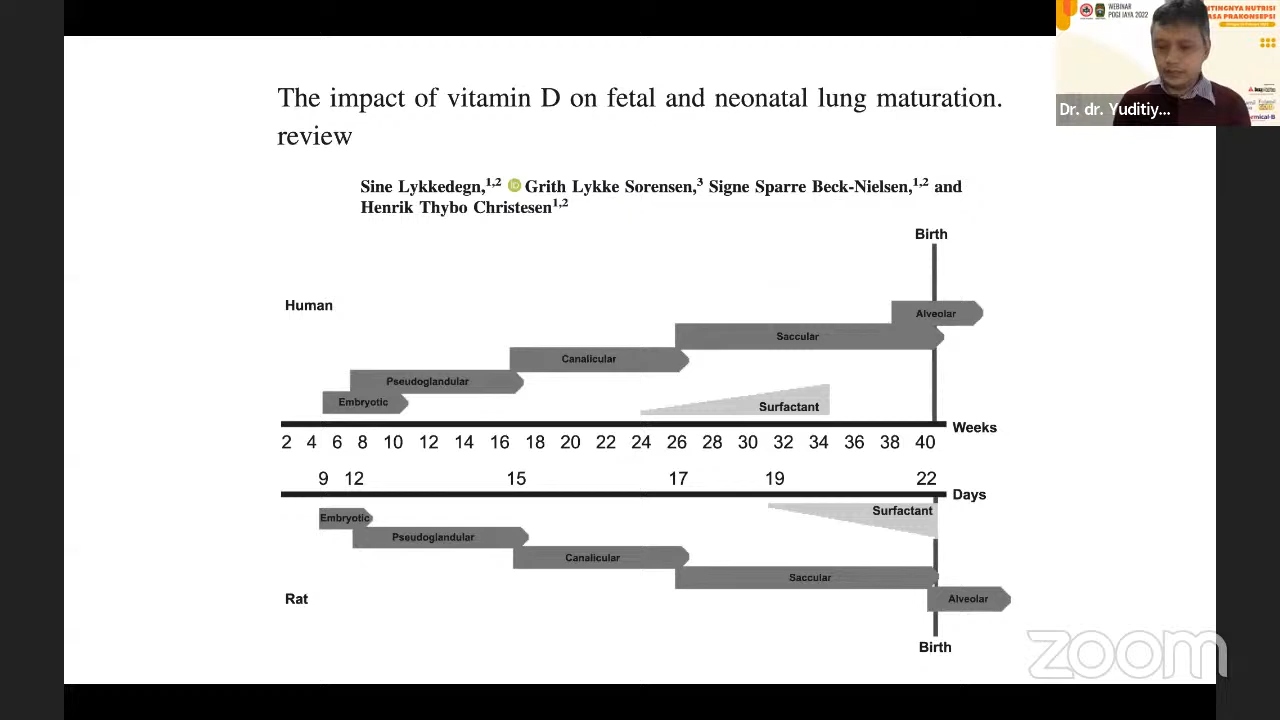 WEBINAR
POGI JAYA 2022
NTINGNYA NUTRISI
ASA PRAKONSEPSI
Dr. dr. Yuditiy...
The impact of vitamin D on fetal and neonatal lung maturation.
review
Sine Lykkedegn,1,2 Grith Lykke Sorensen,3 Signe Sparre Beck-Nielsen,1,2 and
Henrik Thybo Christesen1,2
Birth
Human
Alveolar
Saccular
Canalicular
Pseudoglandular
Embryotic
Surfactant
Weeks
2 4 6 8 10 12 14 16 18 20 22 24 26 28 30 32 34 36 38 40
9 12 15 17 19 22
Days
Surfactant
Embryotic
Pseudoglandular
Canalicular
Saccular
Rat
Alveolar
Birth
zoom